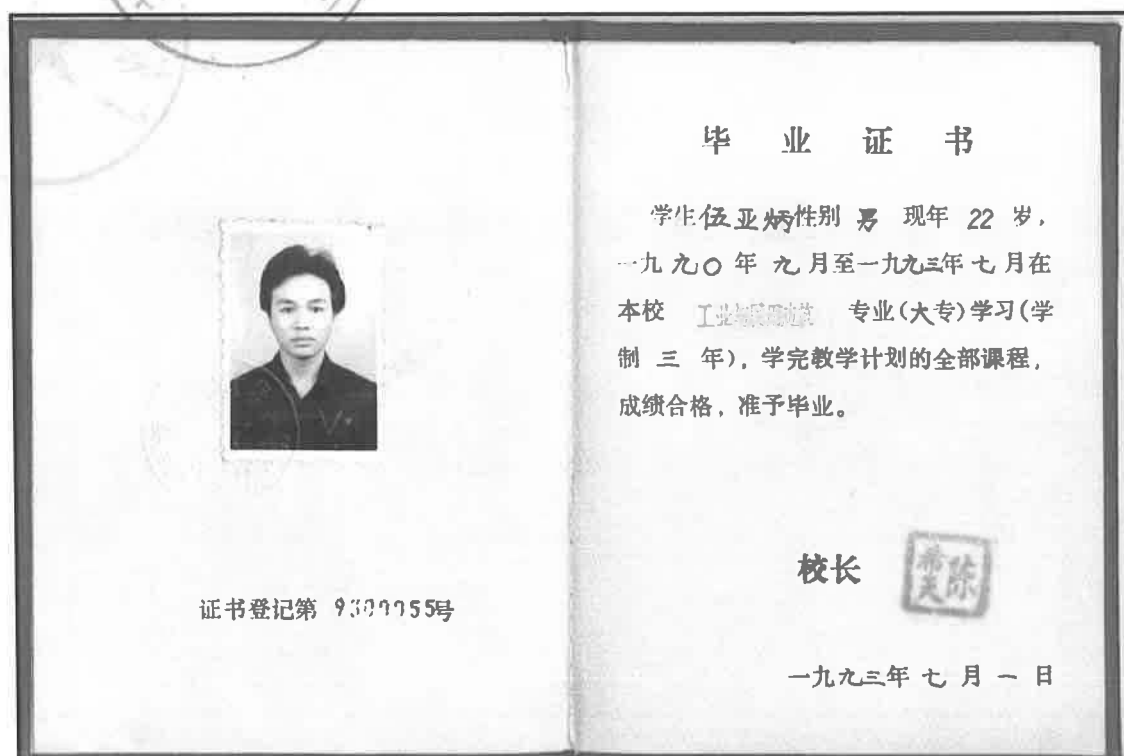 证书登记第 号
毕业证书
学生伍亚炳性别 男 现年 22 岁，
一九九〇年 九月至一九九三年七月在
本校 工业 专业（大专）学习（学
制 三 年），学完教学计划的全部课程，
成绩合格，准予毕业。
校长
陈
一九九三年 七 月 一 日